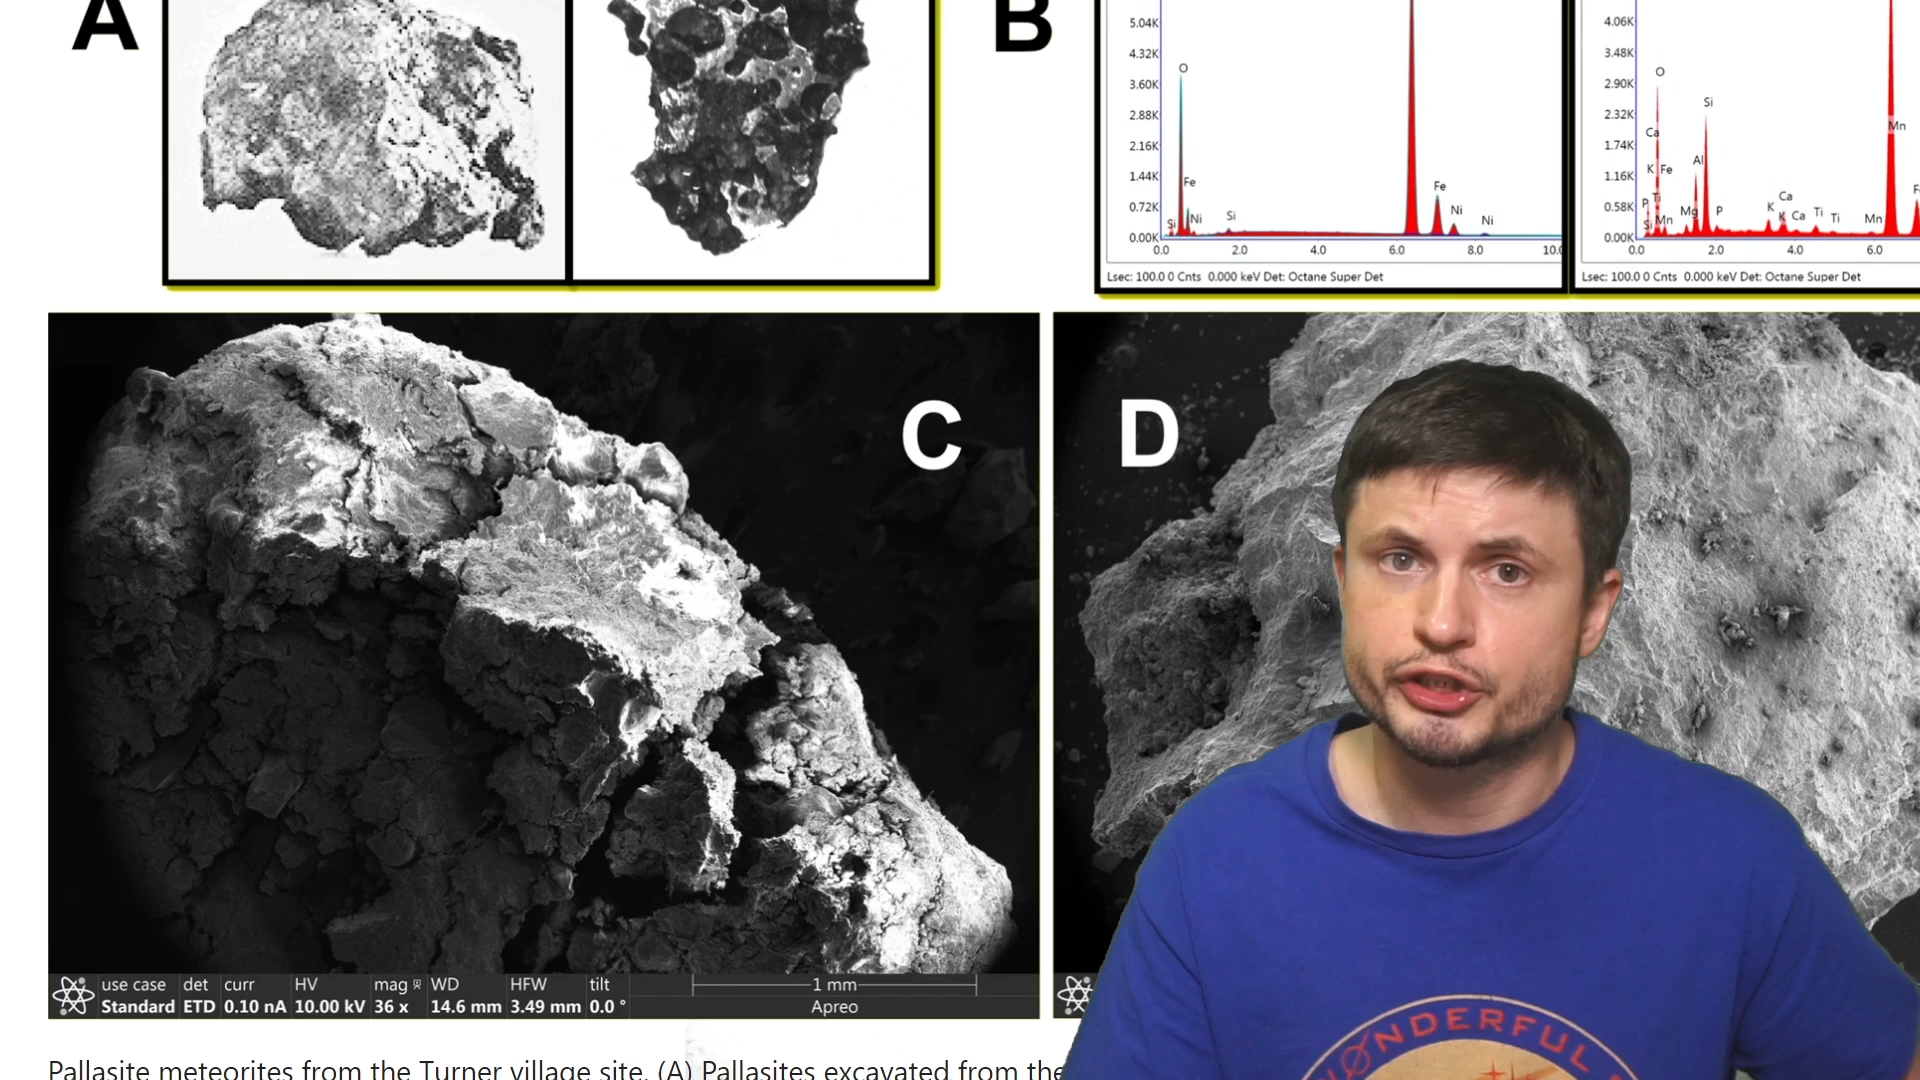 A
B
5.04K
4.32K
3.60K
2.88K
2.16K
1.44K
0.72K
0.00K
O
Fe
Si
Ni
Si
Fe
Ni
Ni
0.0 2.0 4.0 6.0 8.0 10.0
Lsec: 100.0 0 Cnts 0.000 keV Det: Octane Super Det
4.06K
3.48K
2.90K
2.32K
1.74K
1.16K
0.58K
0.00K
O
Si
Ca
Mn
Al
K Fe
P Ti
Si Mn Mg P K Ca K Ca Ti Ti Mn
0.0 2.0 4.0 6.0
Lsec: 100.0 0 Cnts 0.000 keV Det: Octane Super Det
C
D
use case det curr HV mag WD HFW tilt 1 mm
Standard ETD 0.10 nA 10.00 kV 36 x 14.6 mm 3.49 mm 0.0 ° Apreo
NDERFUL
Pallasite meteorites from the Turner village site. (A) Pallasites excavated from the